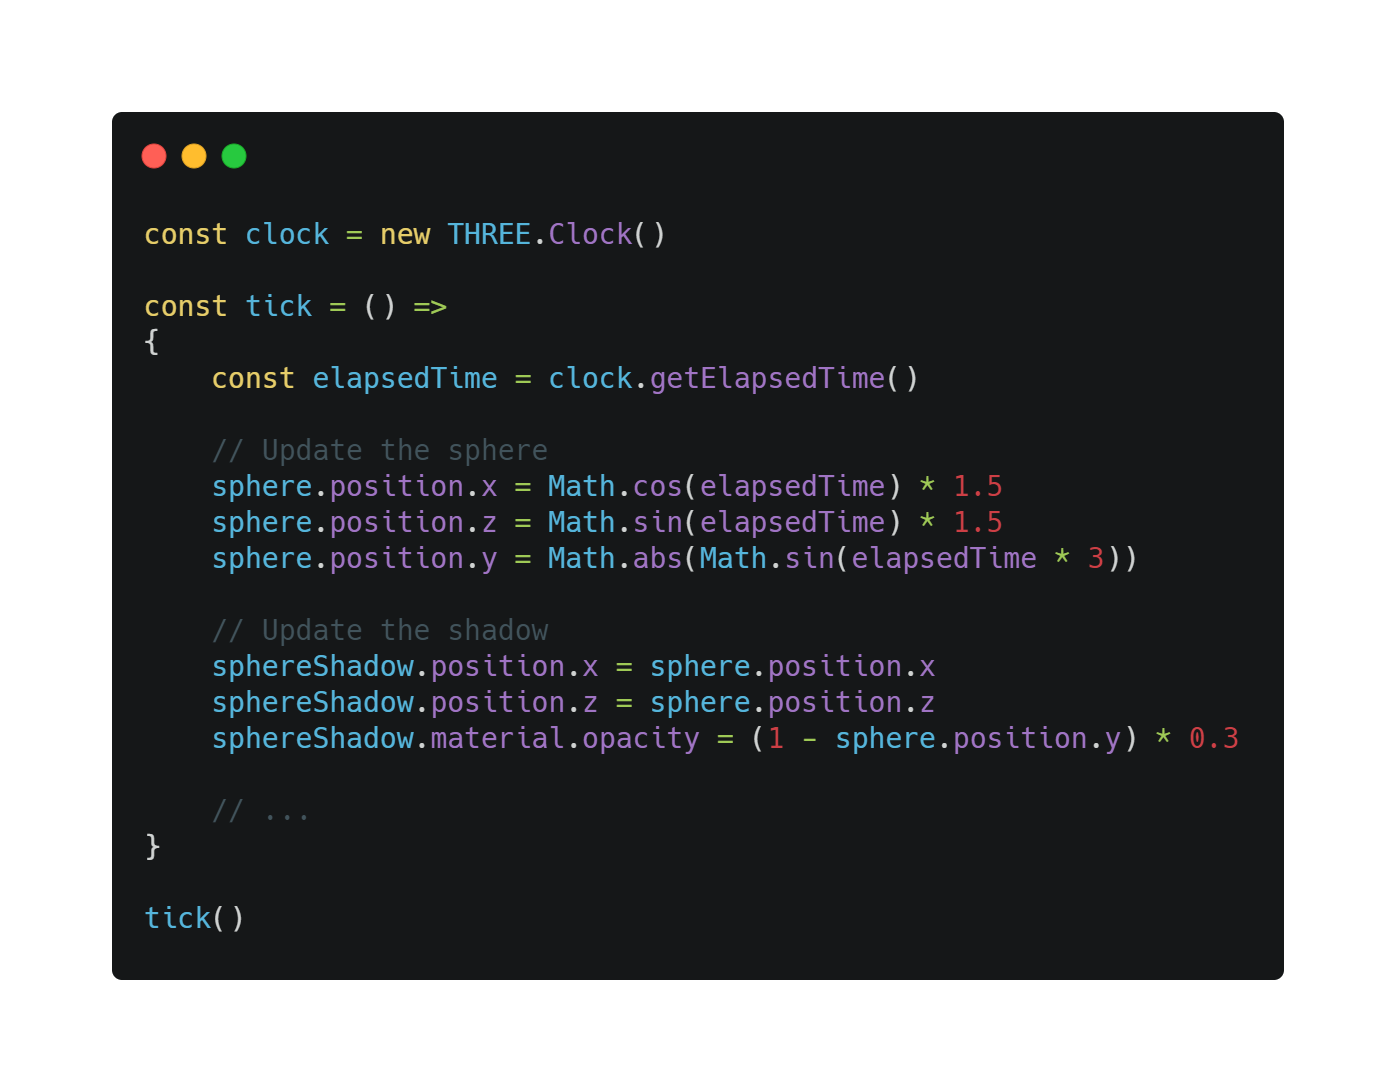 const clock = new THREE.Clock()

const tick = () =>
{
    const elapsedTime = clock.getElapsedTime()

    // Update the sphere
    sphere.position.x = Math.cos(elapsedTime) * 1.5
    sphere.position.z = Math.sin(elapsedTime) * 1.5
    sphere.position.y = Math.abs(Math.sin(elapsedTime * 3))

    // Update the shadow
    sphereShadow.position.x = sphere.position.x
    sphereShadow.position.z = sphere.position.z
    sphereShadow.material.opacity = (1 - sphere.position.y) * 0.3

    // ...
}

tick()